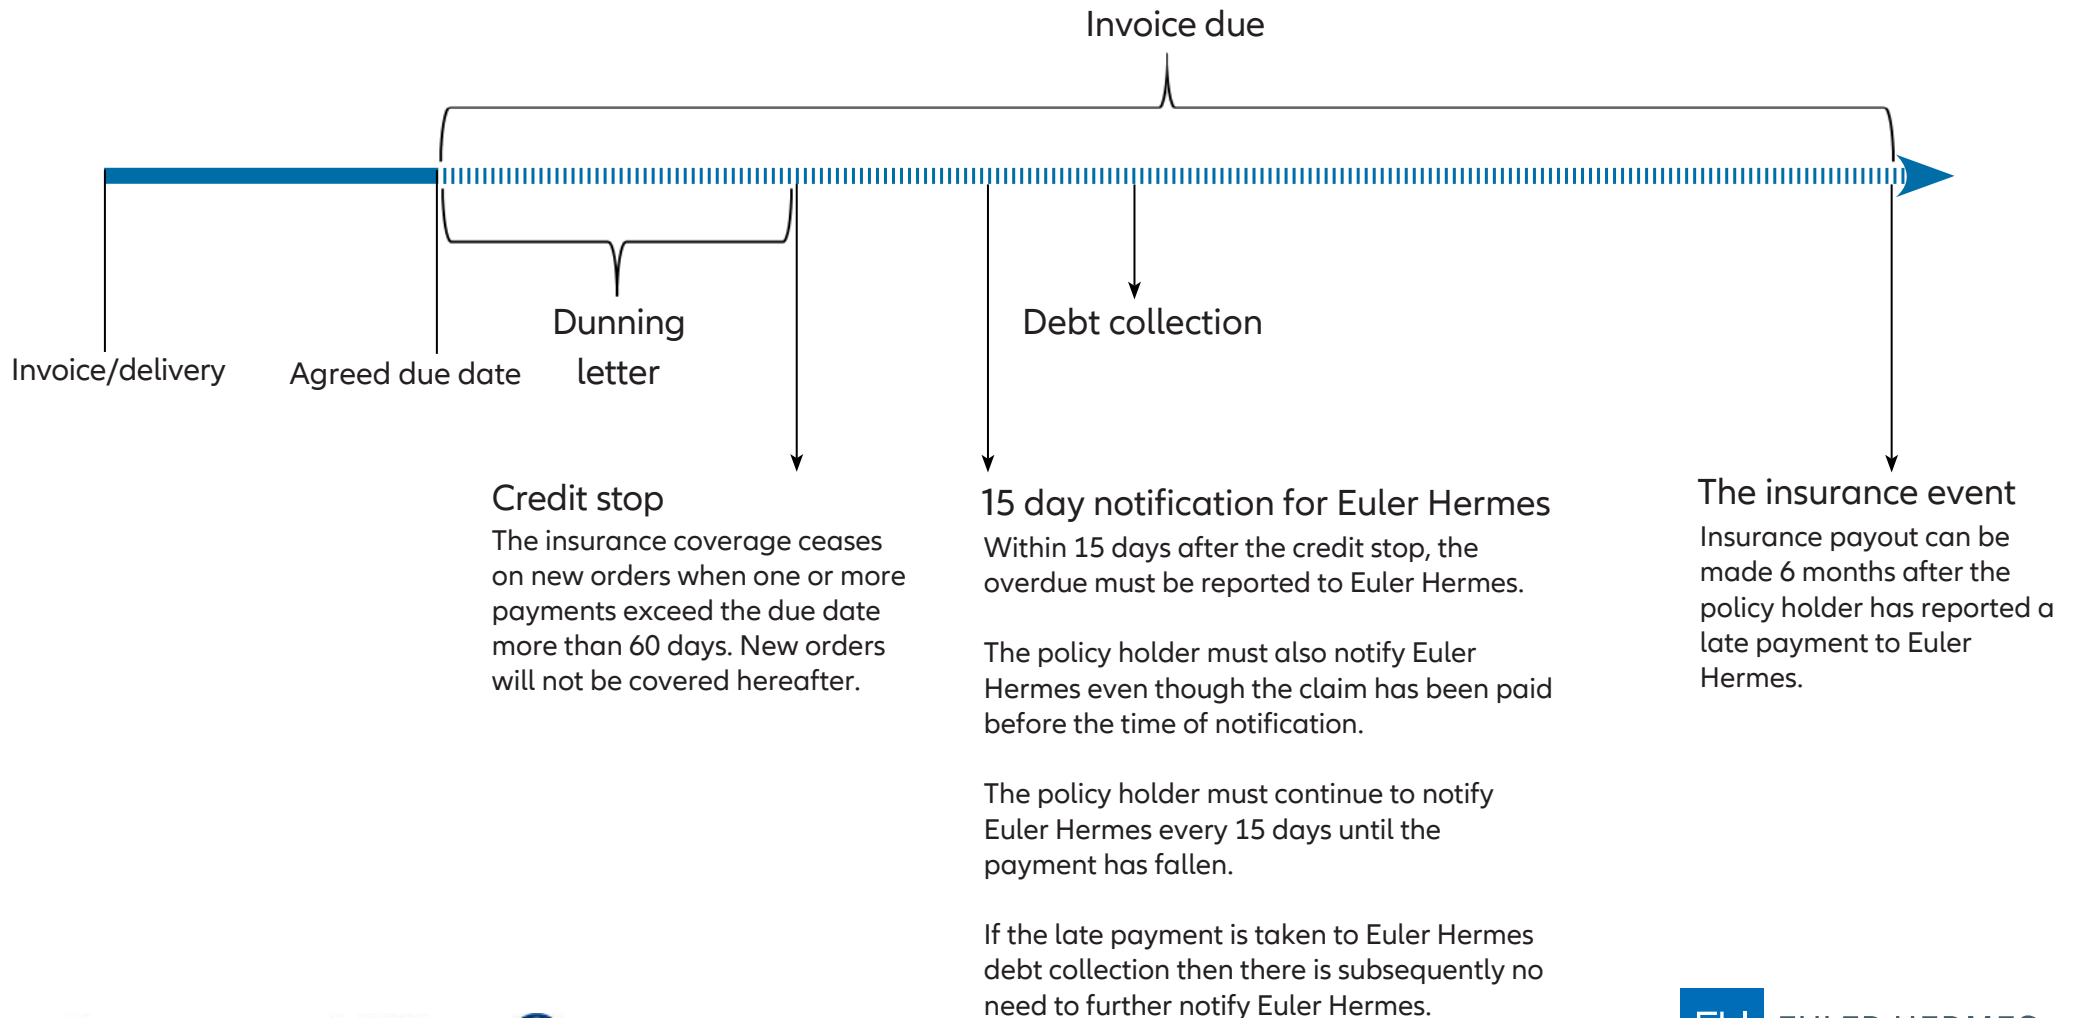 Invoice due
Invoice/delivery
Agreed due date
Dunning
letter
Debt collection
Credit stop
The insurance coverage ceases
on new orders when one or more
payments exceed the due date
more than 60 days. New orders
will not be covered hereafter.
15 day notification for Euler Hermes
Within 15 days after the credit stop, the
overdue must be reported to Euler Hermes.
The policy holder must also notify Euler
Hermes even though the claim has been paid
before the time of notification.
The policy holder must continue to notify
Euler Hermes every 15 days until the
payment has fallen.
If the late payment is taken to Euler Hermes
debt collection then there is subsequently no
need to further notify Euler Hermes.
The insurance event
Insurance payout can be
made 6 months after the
policy holder has reported a
late payment to Euler
Hermes.